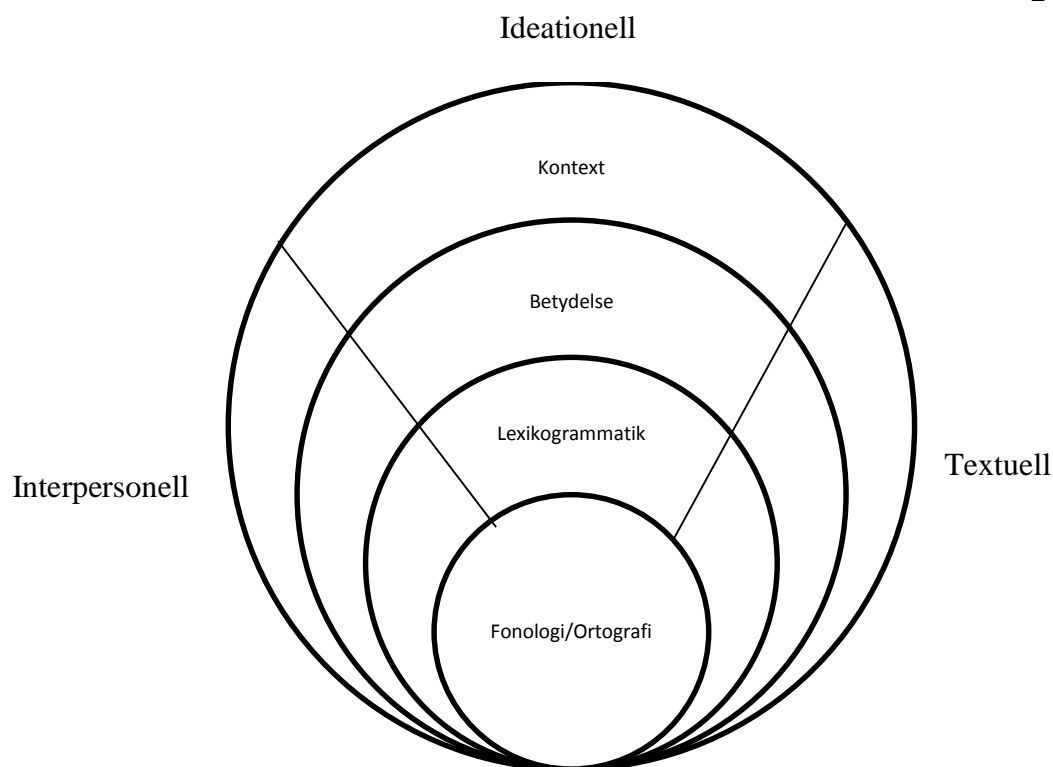 Ideationell
Kontext
Betydelse
Lexikogrammatik
Textuell
Interpersonell
Fonologi/Ortografi